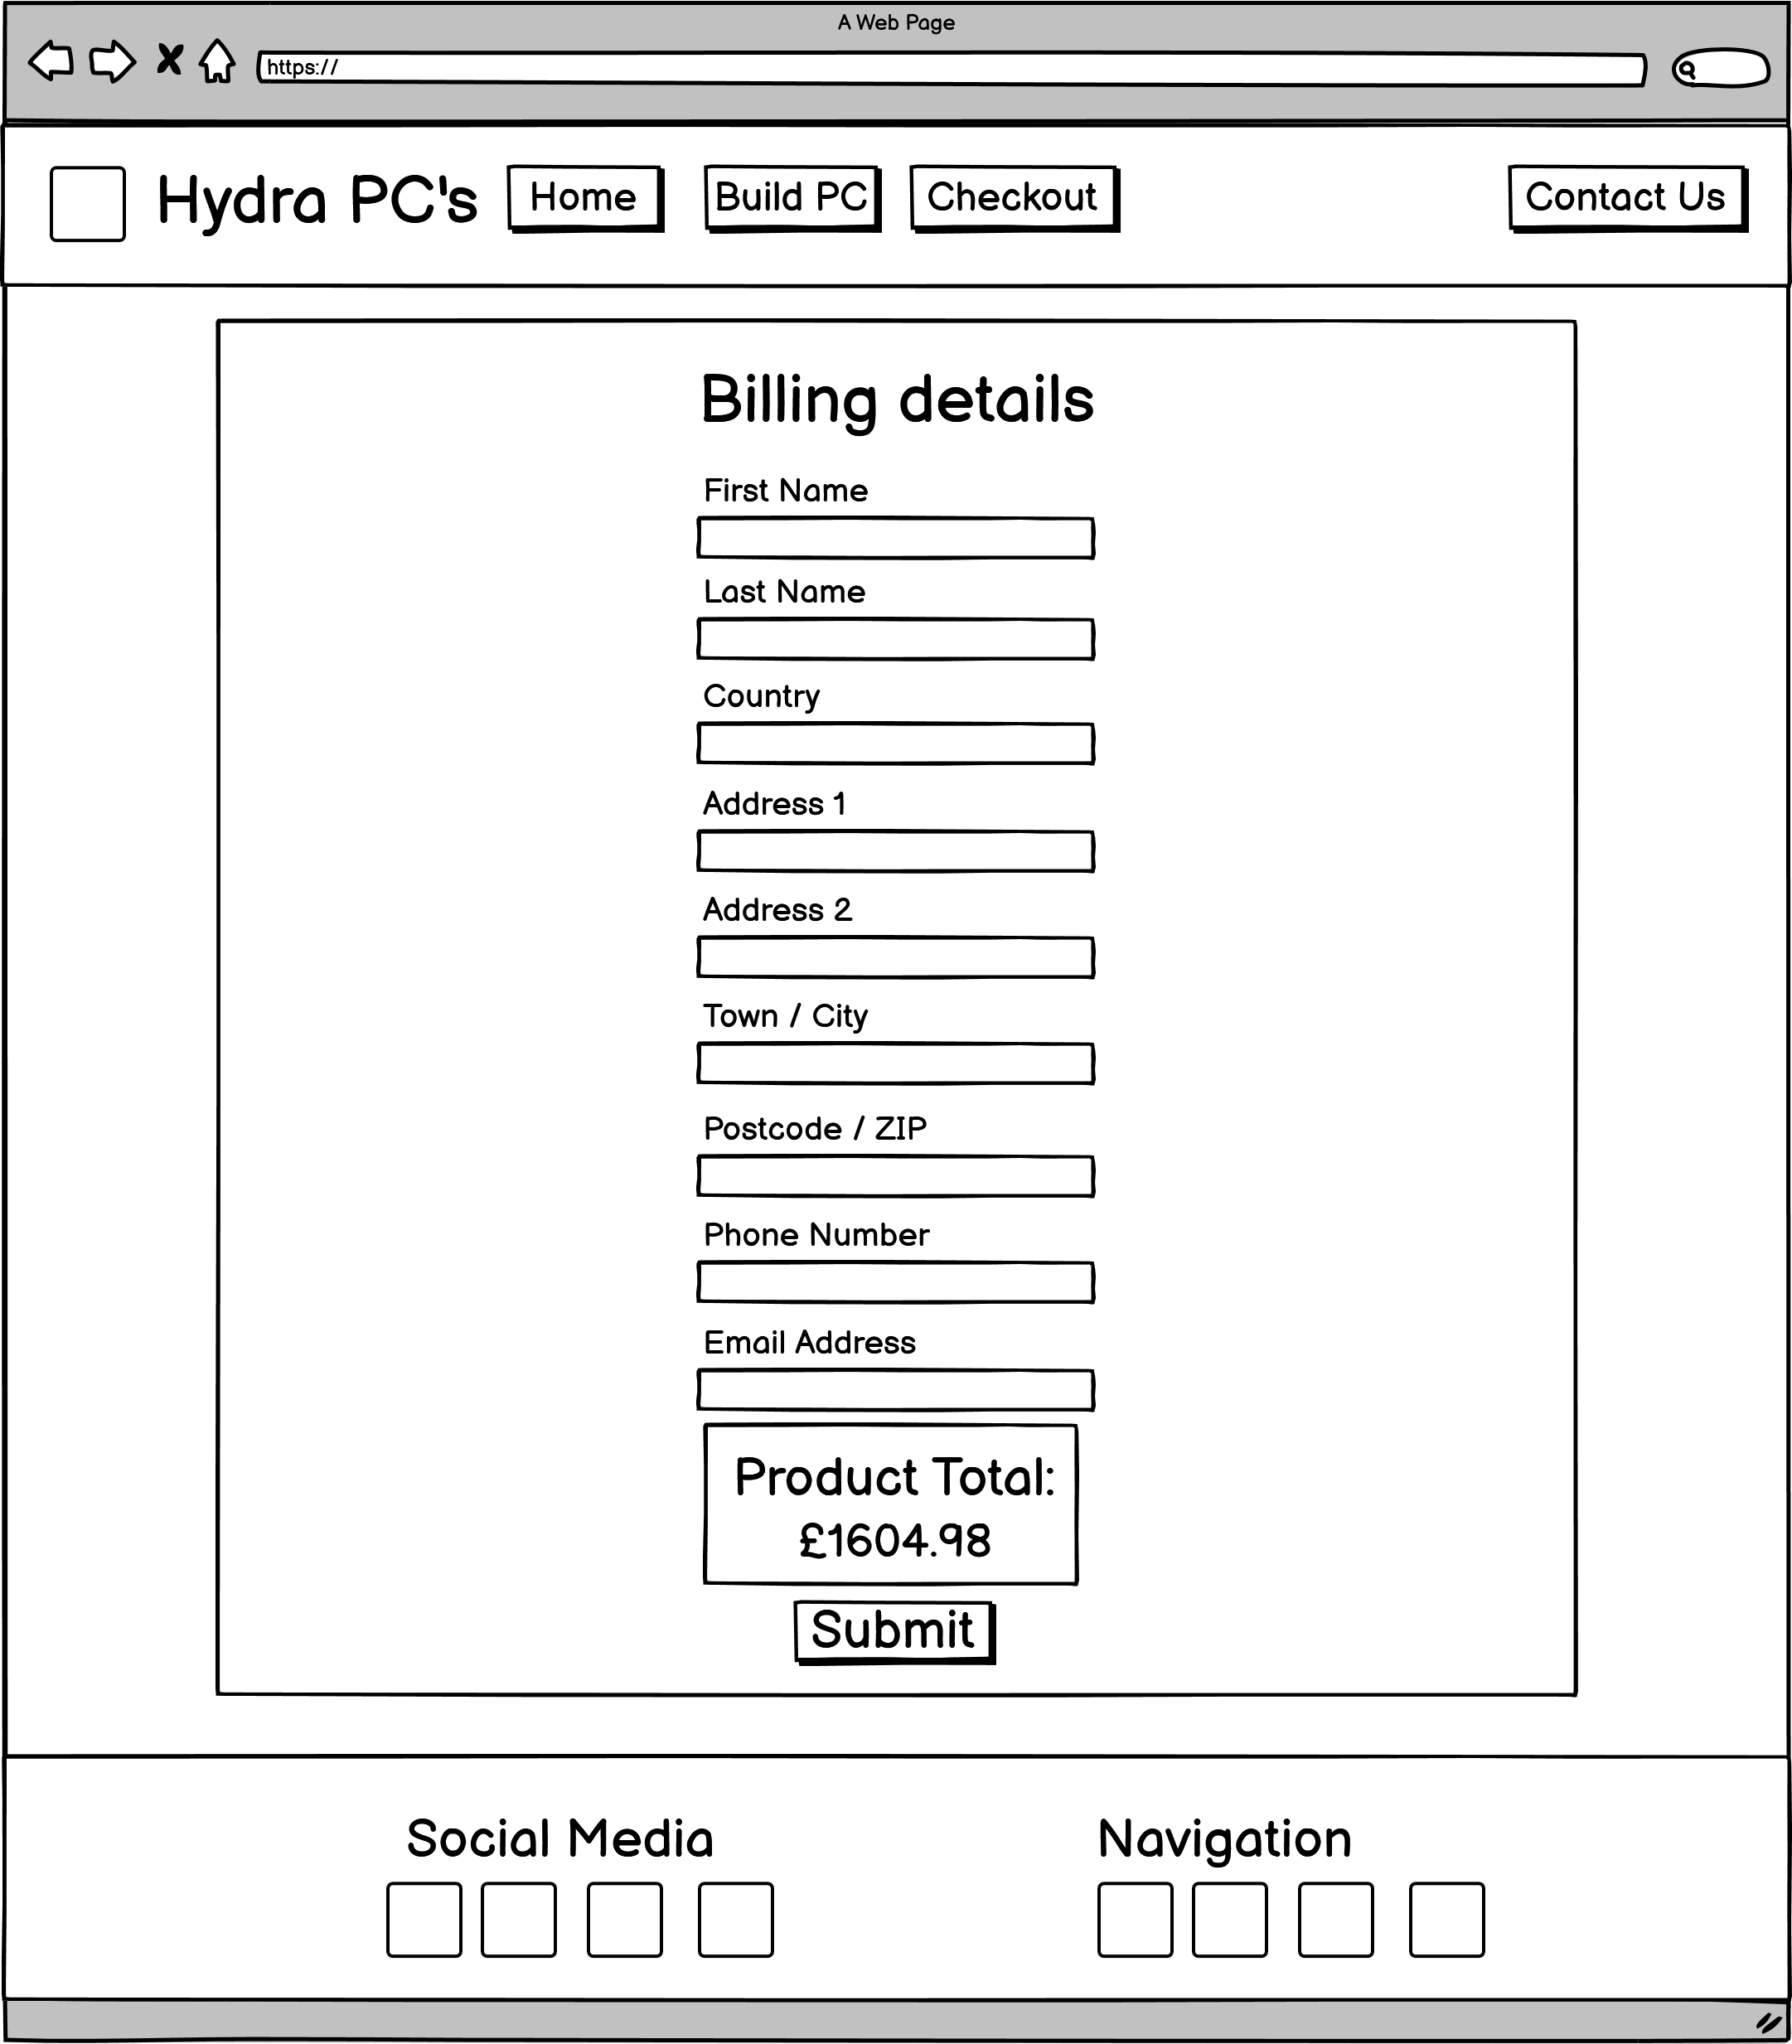 A Web Page
https://
Hydra PC's
Home
Build PC
Checkout
Contact Us
Billing details
First Name
Last Name
Country
Address 1
Address 2
Town / City
Postcode / ZIP
Phone Number
Email Address
Product Total:
£1604.98
Submit
Social Media
Navigation